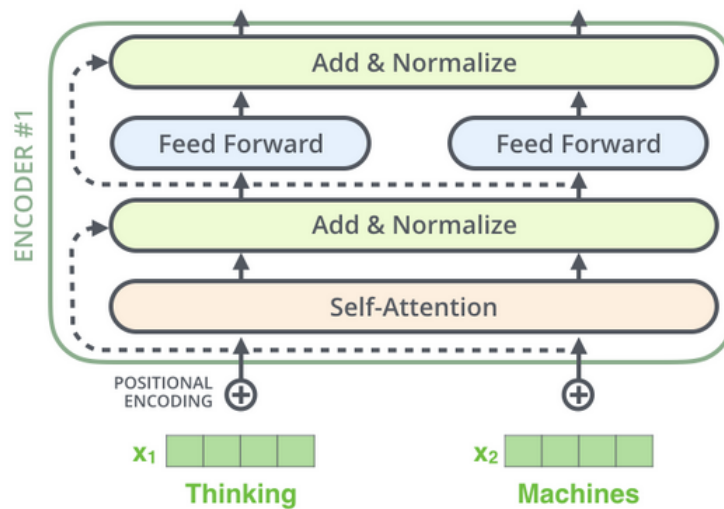 ENCODER #1
Add & Normalize
Feed Forward
Feed Forward
Add & Normalize
Self-Attention
POSITIONAL
ENCODING
x₁
x₂
Thinking
Machines